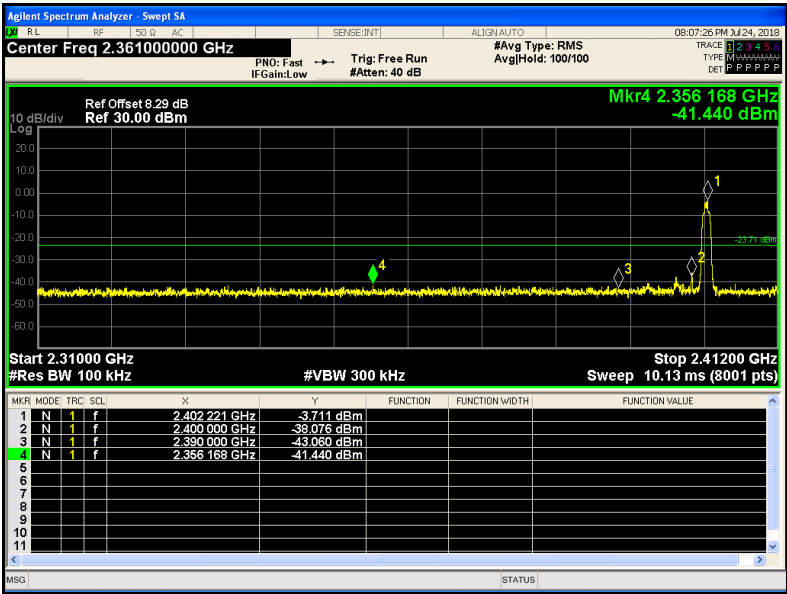 Agilent Spectrum Analyzer - Swept SA
LXI RL RF 50 Ω AC SENSE:INT ALIGN AUTO 08:07:26 PM Jul 24, 2018
Center Freq 2.361000000 GHz
#Avg Type: RMS
TRACE 1 2 3 4 5 6
PNO: Fast Trig: Free Run Avg|Hold: 100/100
TYPE M
IFGain:Low #Atten: 40 dB
DET P P P P P P
Mkr4 2.356 168 GHz
Ref Offset 8.29 dB
10 dB/div Ref 30.00 dBm -41.440 dBm
Log
20.0
10.0
0.00
-10.0
-20.0
-30.0
-40.0
-50.0
-60.0
1
-23.71 dBm
2
3
4
Start 2.31000 GHz Stop 2.41200 GHz
#Res BW 100 kHz #VBW 300 kHz Sweep 10.13 ms (8001 pts)
MKR MODE TRC SCL X Y FUNCTION FUNCTION WIDTH FUNCTION VALUE
1 N 1 f 2.402 221 GHz -3.711 dBm
2 N 1 f 2.400 000 GHz -38.076 dBm
3 N 1 f 2.390 000 GHz -43.060 dBm
4 N 1 f 2.356 168 GHz -41.440 dBm
5
6
7
8
9
10
11
MSG STATUS